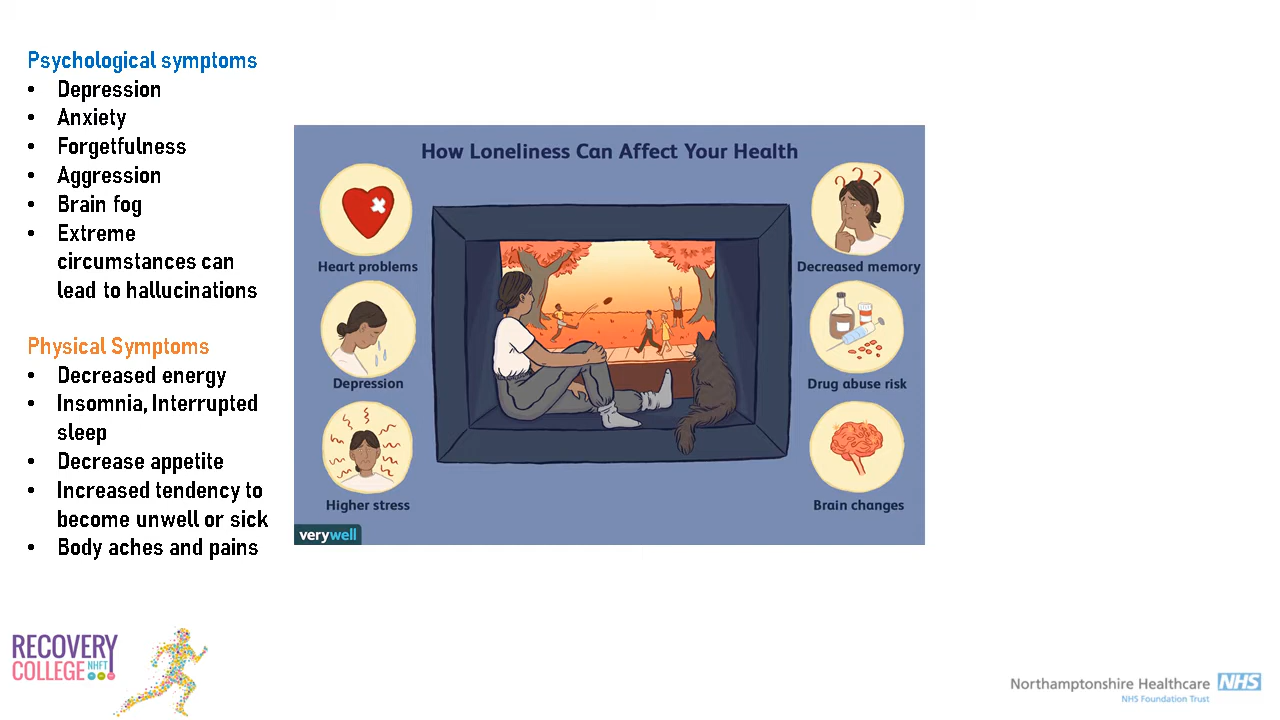 Psychological symptoms
• Depression
• Anxiety
• Forgetfulness
• Aggression
• Brain fog
• Extreme
circumstances can
lead to hallucinations
Physical Symptoms
• Decreased energy
• Insomnia, Interrupted
sleep
• Decrease appetite
• Increased tendency to
become unwell or sick
• Body aches and pains
How Loneliness Can Affect Your Health
Heart problems
Depression
Higher stress
???
Decreased memory
Drug abuse risk
Brain changes
verywell
RECOVERY
COLLEGE NHFT
Northamptonshire Healthcare NHS
NHS Foundation Trust